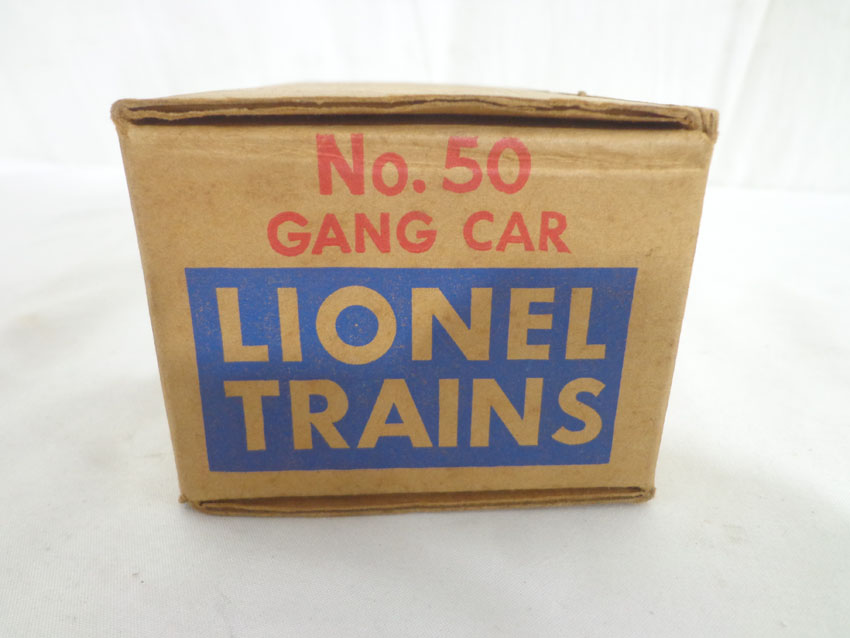 No. 50
GANG CAR
LIONEL
TRAINS